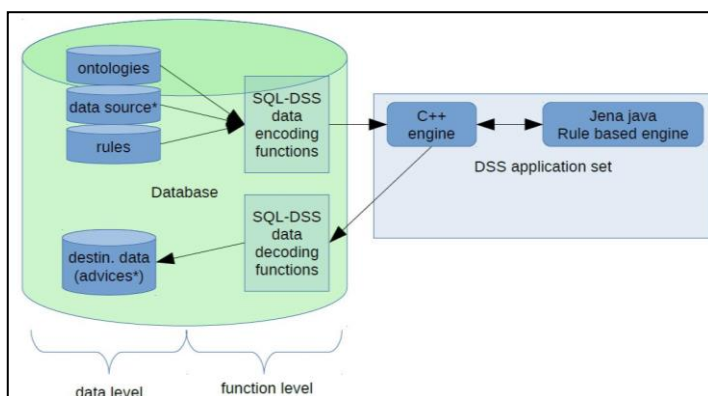 ontologies
data source*
rules
SQL-DSS
data
encoding
functions
C++
engine
Jena java
Rule based engine
DSS application set
Database
SQL-DSS
data
decoding
functions
destin. data
(advices*)
data level
function level